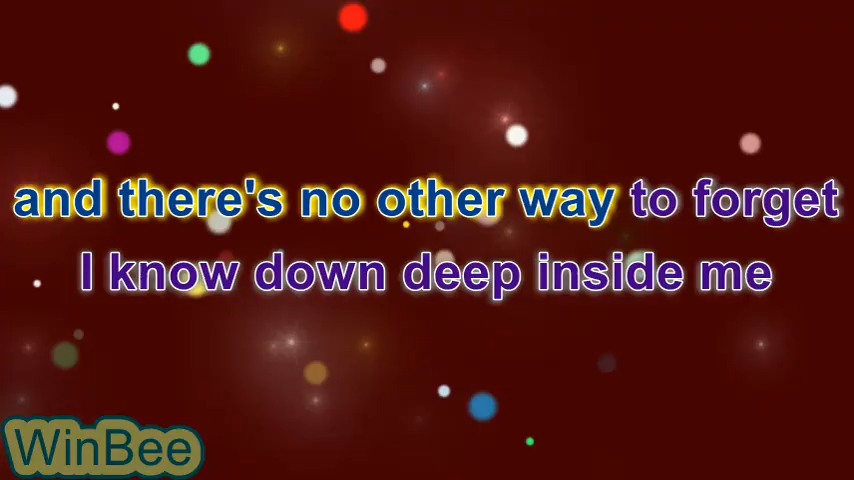 and there's no other way to forget
I know down deep inside me
WinBee